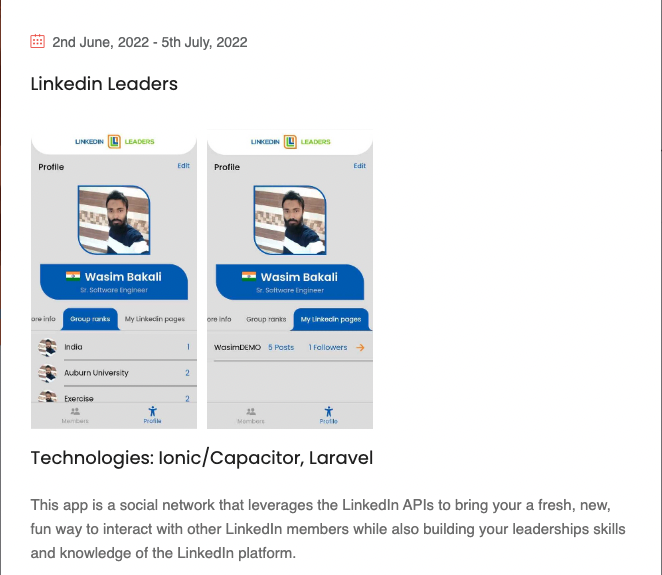 2nd June, 2022 - 5th July, 2022
Linkedin Leaders
LINKEDIN LEADERS
Profile Edit
Wasim Bakali
Sr. Software Engineer
ore info Group ranks My Linkedin pages
India 1
Auburn University 2
Exercise 2
Members Profile
LINKEDIN LEADERS
Profile Edit
Wasim Bakali
Sr. Software Engineer
ore info Group ranks My Linkedin pages
WasimDEMO 5 Posts 1 Followers
Members Profile
Technologies: Ionic/Capacitor, Laravel
This app is a social network that leverages the LinkedIn APIs to bring your a fresh, new,
fun way to interact with other LinkedIn members while also building your leaderships skills
and knowledge of the LinkedIn platform.